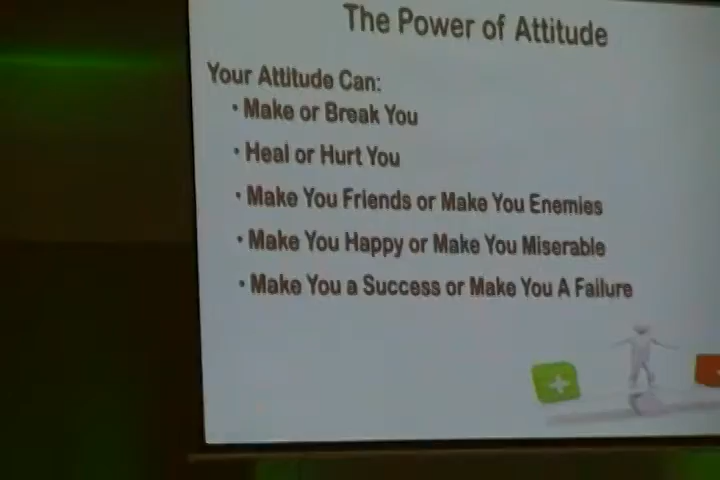 The Power of Attitude
Your Attitude Can:
• Make or Break You
• Heal or Hurt You
• Make You Friends or Make You Enemies
• Make You Happy or Make You Miserable
• Make You a Success or Make You A Failure